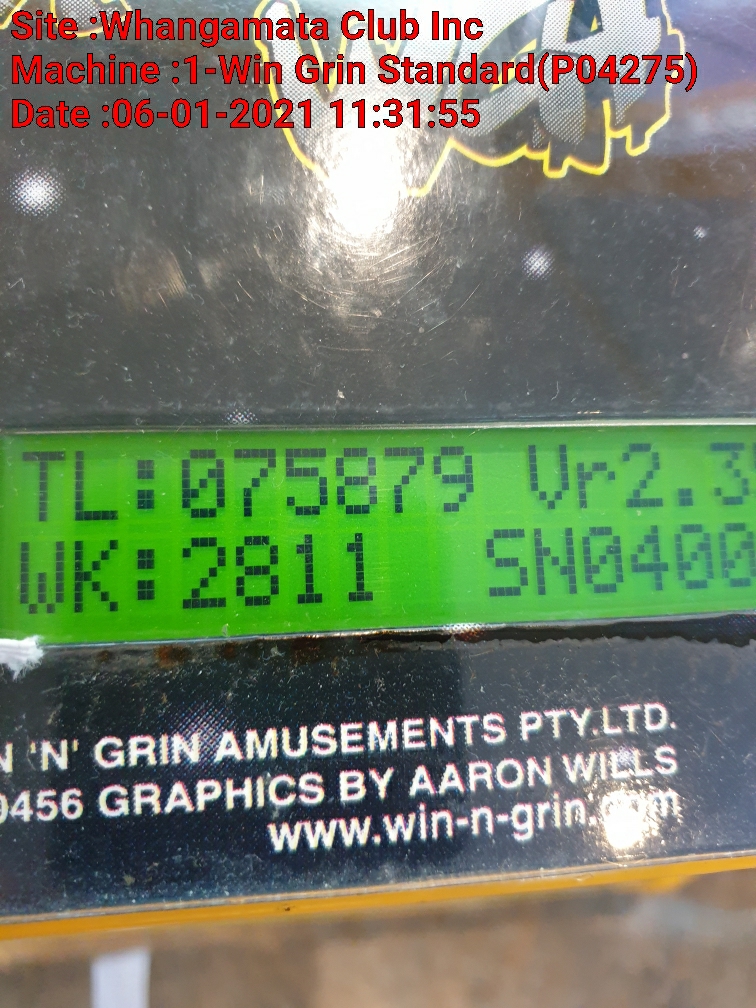 Site :Whangamata Club Inc
Machine :1-Win Grin Standard(P04275)
Date :06-01-2021 11:31:55
TL:075879 Vr2.3
WK:2811 SN0400
'N' GRIN AMUSEMENTS PTY.LTD.
0456 GRAPHICS BY AARON WILLS
www.win-n-grin.com